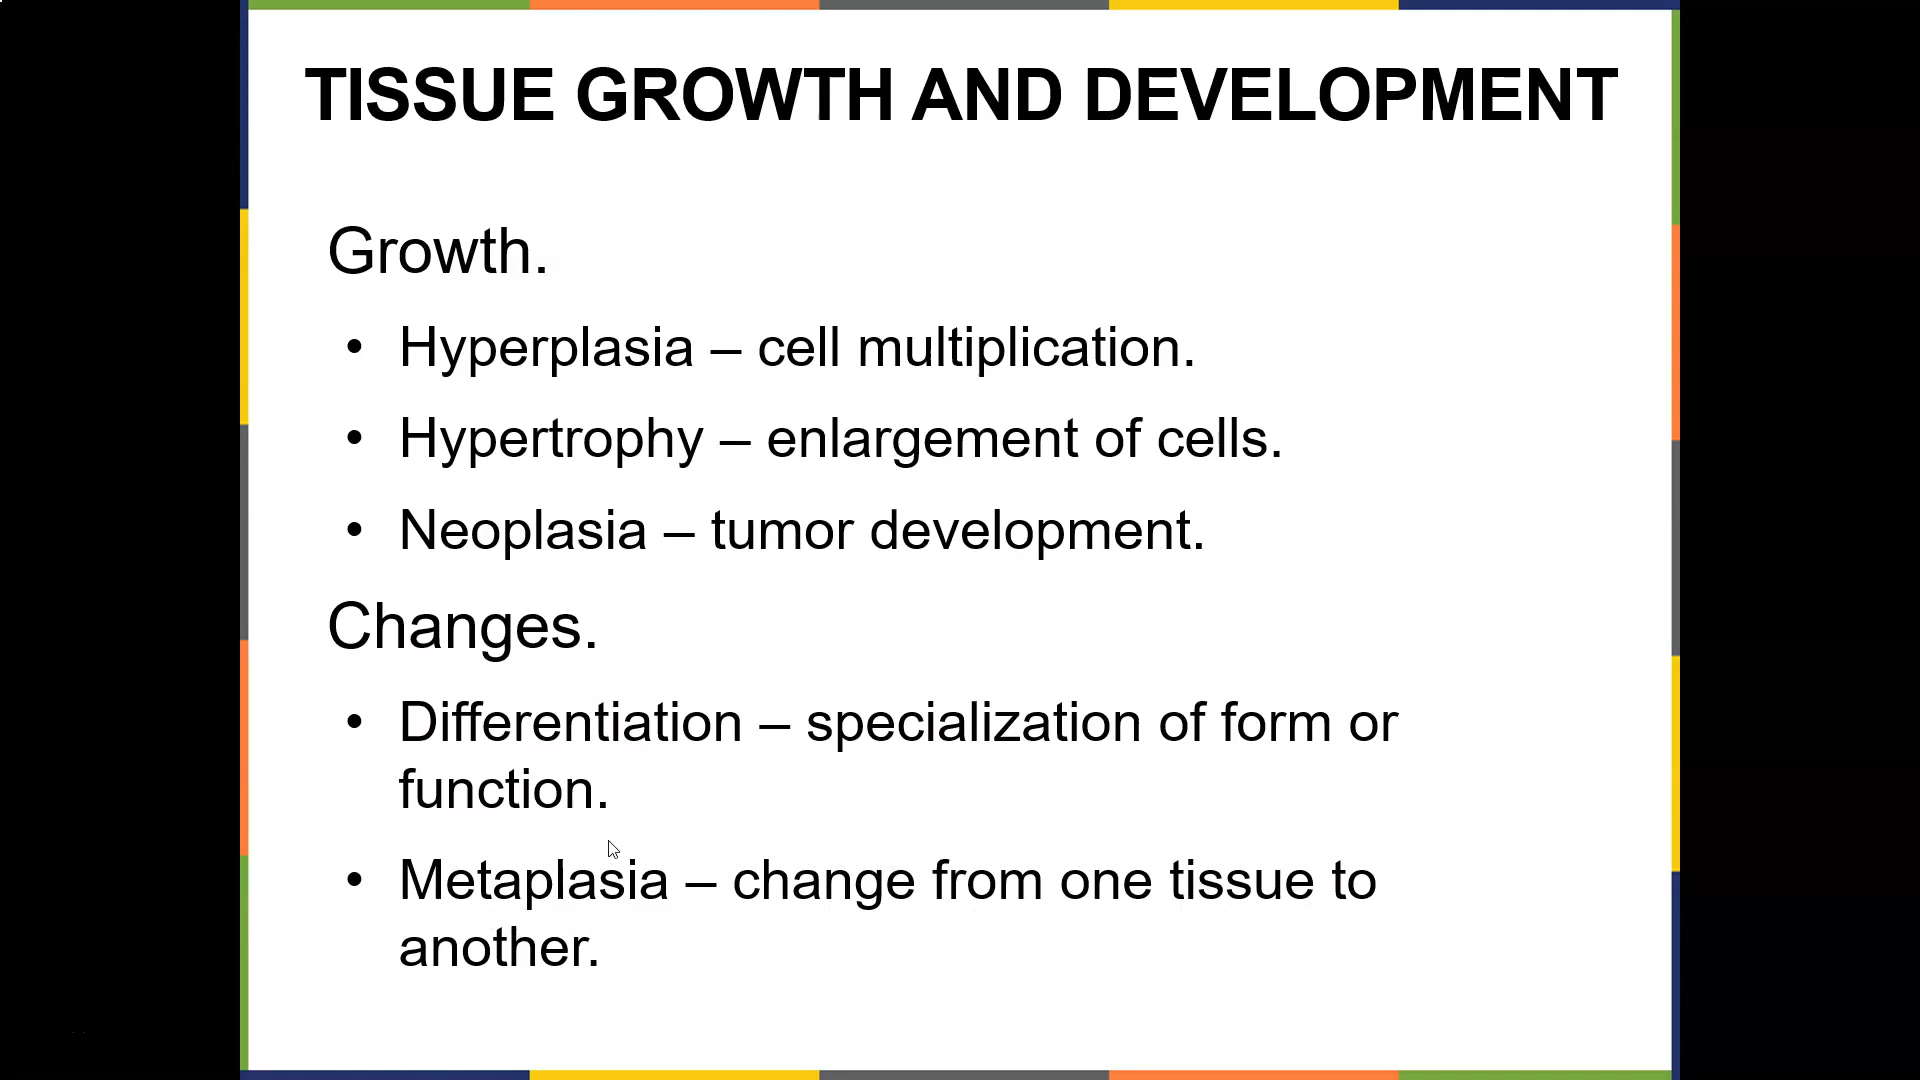 TISSUE GROWTH AND DEVELOPMENT
Growth.
• Hyperplasia – cell multiplication.
• Hypertrophy – enlargement of cells.
• Neoplasia – tumor development.
Changes.
• Differentiation – specialization of form or
function.
• Metaplasia – change from one tissue to
another.